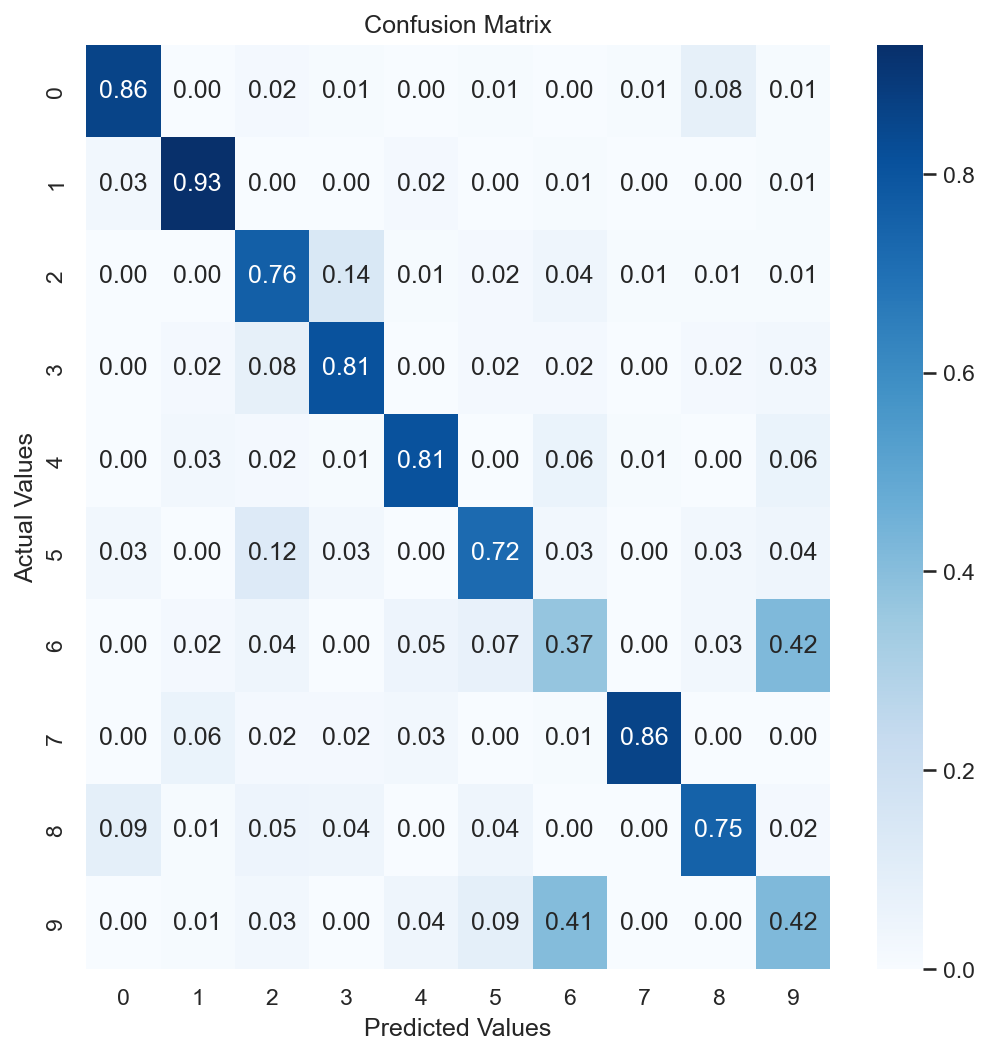 Confusion Matrix
0 0.86 0.00 0.02 0.01 0.00 0.01 0.00 0.01 0.08 0.01
1 0.03 0.93 0.00 0.00 0.02 0.00 0.01 0.00 0.00 0.01
2 0.00 0.00 0.76 0.14 0.01 0.02 0.04 0.01 0.01 0.01
3 0.00 0.02 0.08 0.81 0.00 0.02 0.02 0.00 0.02 0.03
4 0.00 0.03 0.02 0.01 0.81 0.00 0.06 0.01 0.00 0.06
5 0.03 0.00 0.12 0.03 0.00 0.72 0.03 0.00 0.03 0.04
6 0.00 0.02 0.04 0.00 0.05 0.07 0.37 0.00 0.03 0.42
7 0.00 0.06 0.02 0.02 0.03 0.00 0.01 0.86 0.00 0.00
8 0.09 0.01 0.05 0.04 0.00 0.04 0.00 0.00 0.75 0.02
9 0.00 0.01 0.03 0.00 0.04 0.09 0.41 0.00 0.00 0.42
0 1 2 3 4 5 6 7 8 9
Predicted Values
Actual Values
0.8
0.6
0.4
0.2
0.0